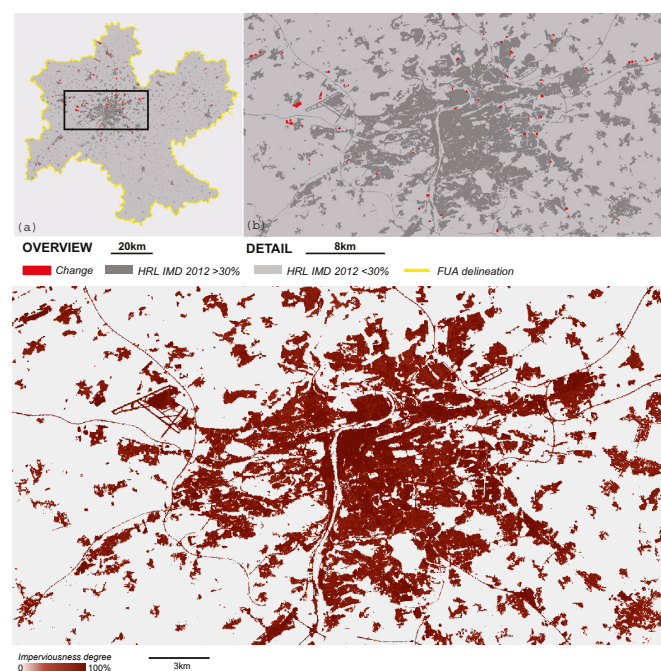 (a)
(b)
OVERVIEW 20km DETAIL 8km
Change HRL IMD 2012 >30% HRL IMD 2012 <30% FUA delineation
Imperviousness degree
0 100% 3km